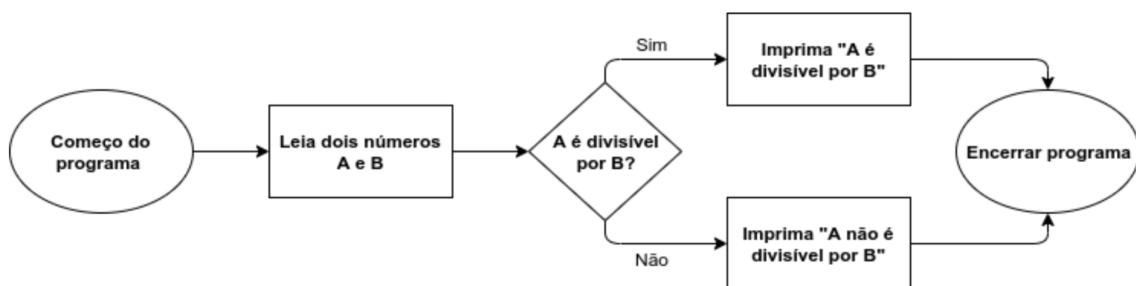 Começo do
programa
Leia dois números
A e B
A é divisível
por B?
Sim
Imprima "A é
divisível por B"
Não
Imprima "A não é
divisível por B"
Encerrar programa